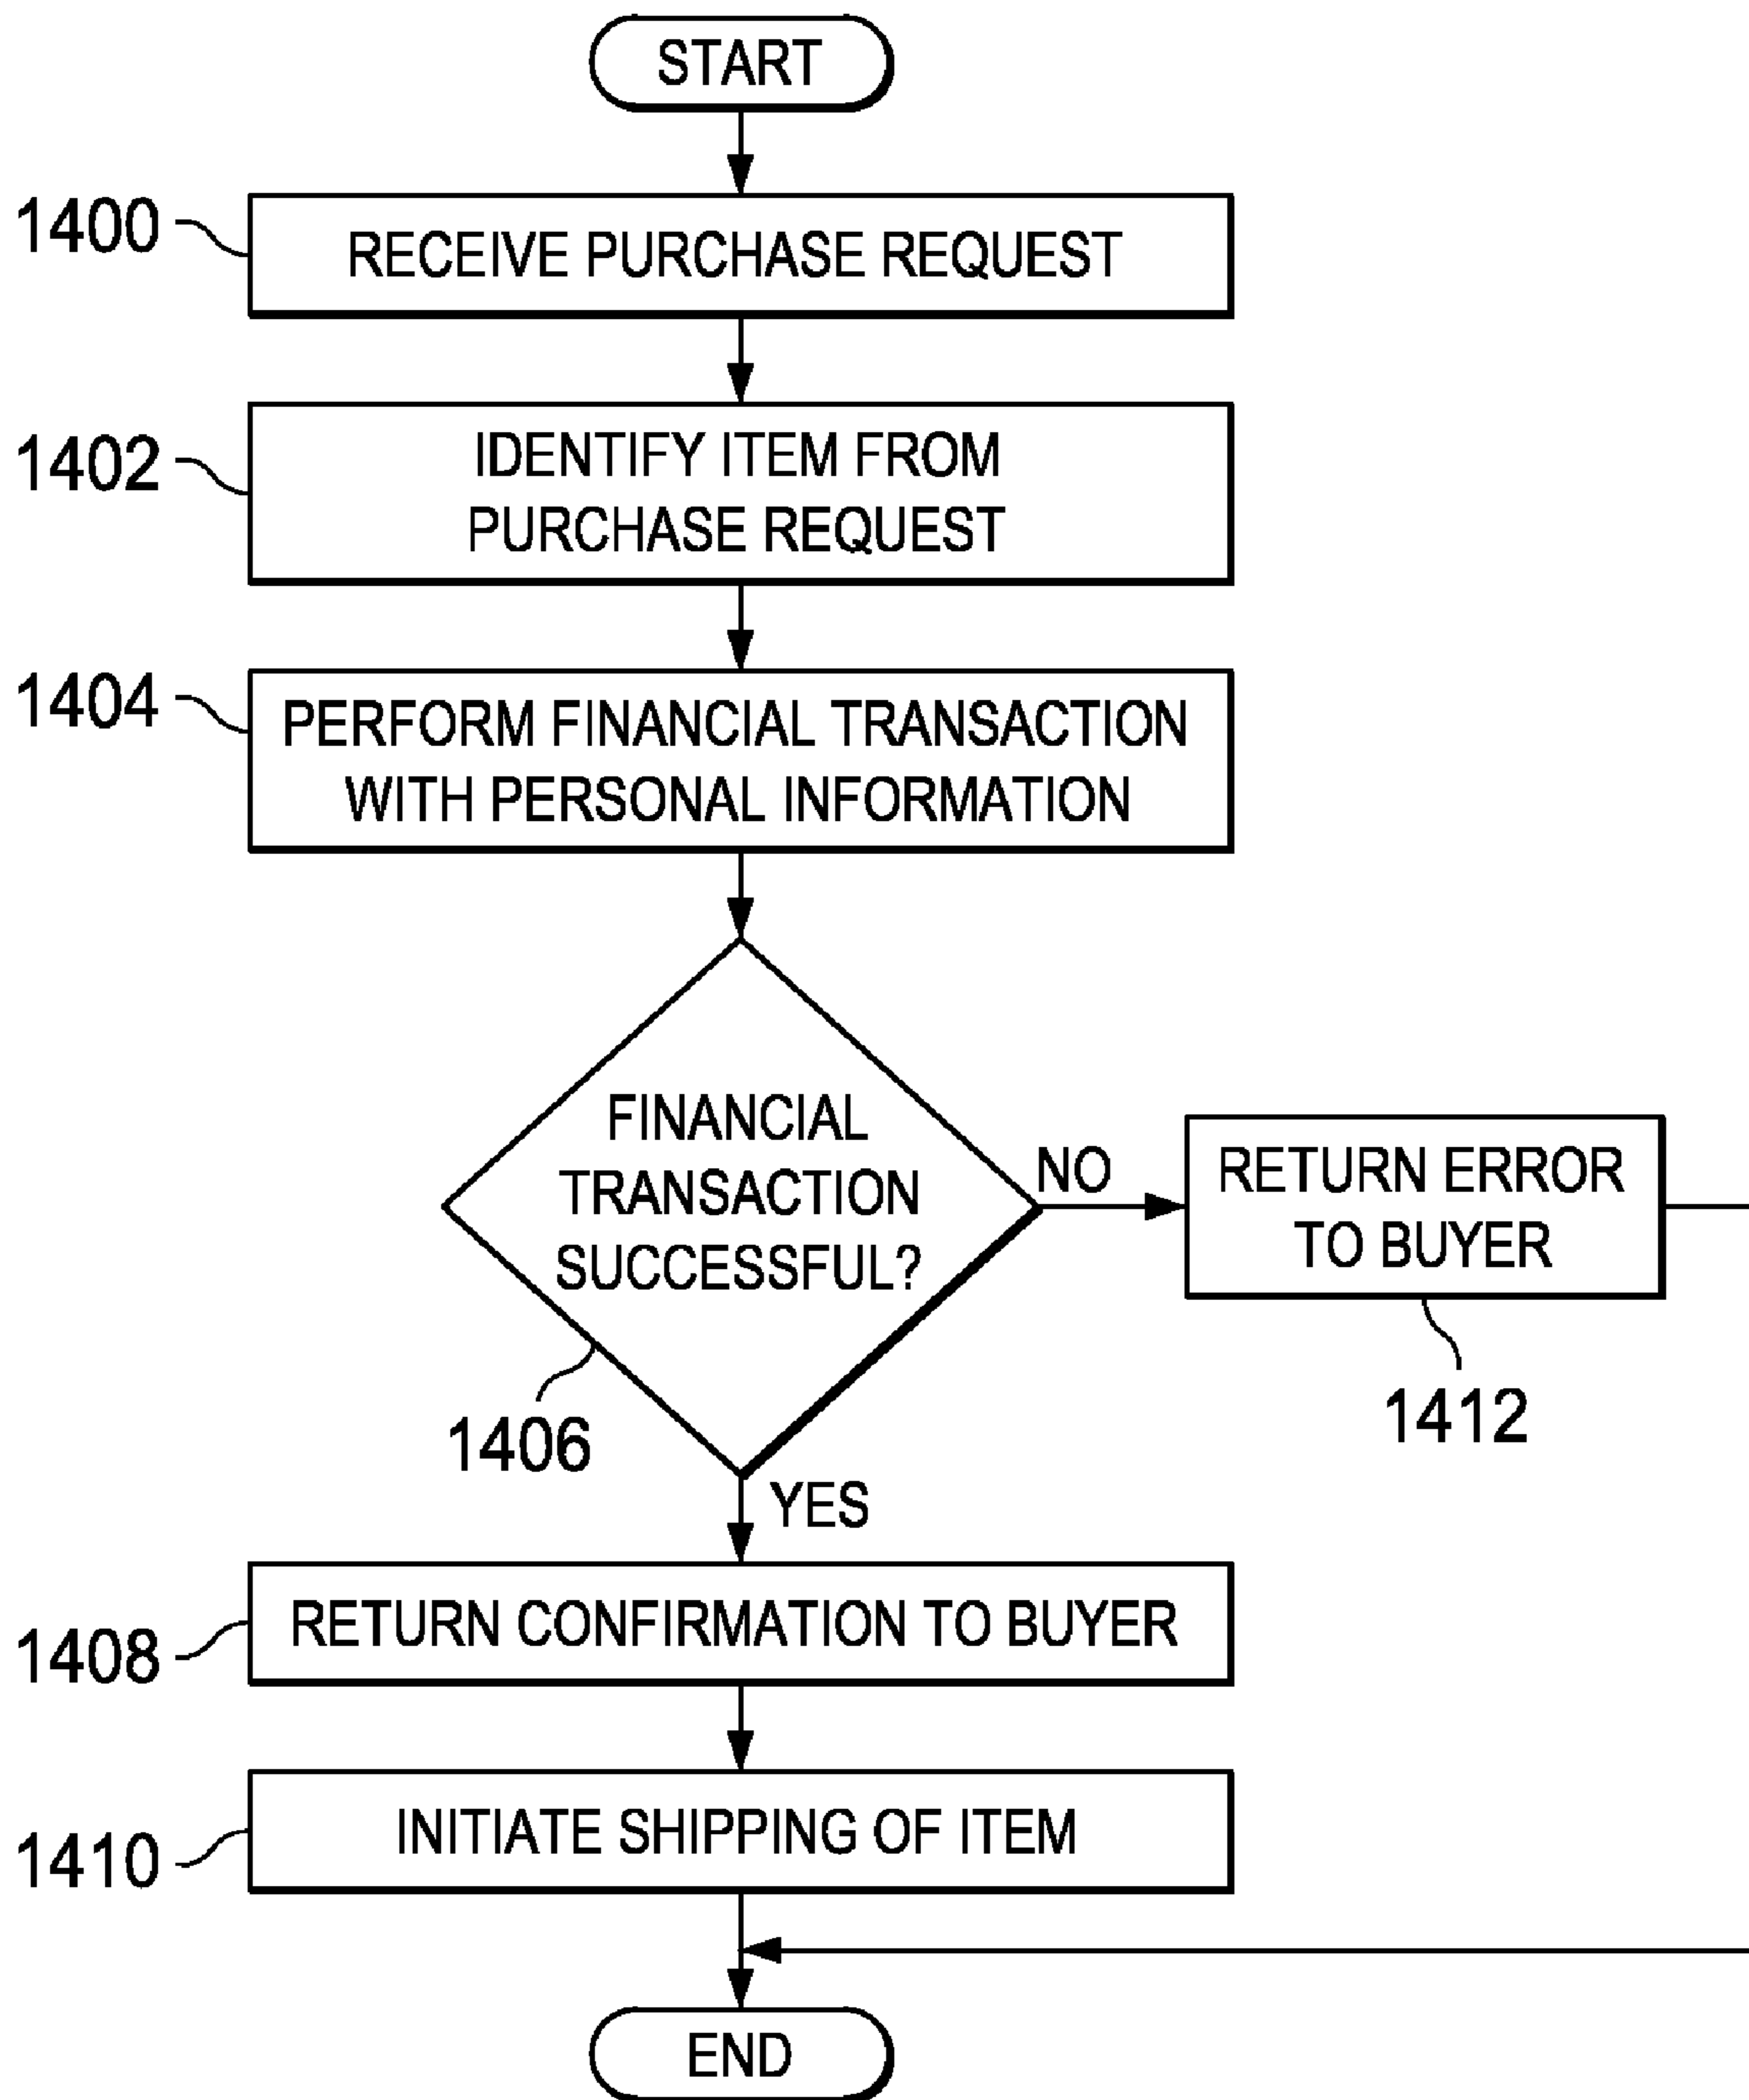 START
1400
RECEIVE PURCHASE REQUEST
1402
IDENTIFY ITEM FROM
PURCHASE REQUEST
1404
PERFORM FINANCIAL TRANSACTION
WITH PERSONAL INFORMATION
FINANCIAL
TRANSACTION
SUCCESSFUL?
1406
NO
RETURN ERROR
TO BUYER
1412
YES
1408
RETURN CONFIRMATION TO BUYER
1410
INITIATE SHIPPING OF ITEM
END